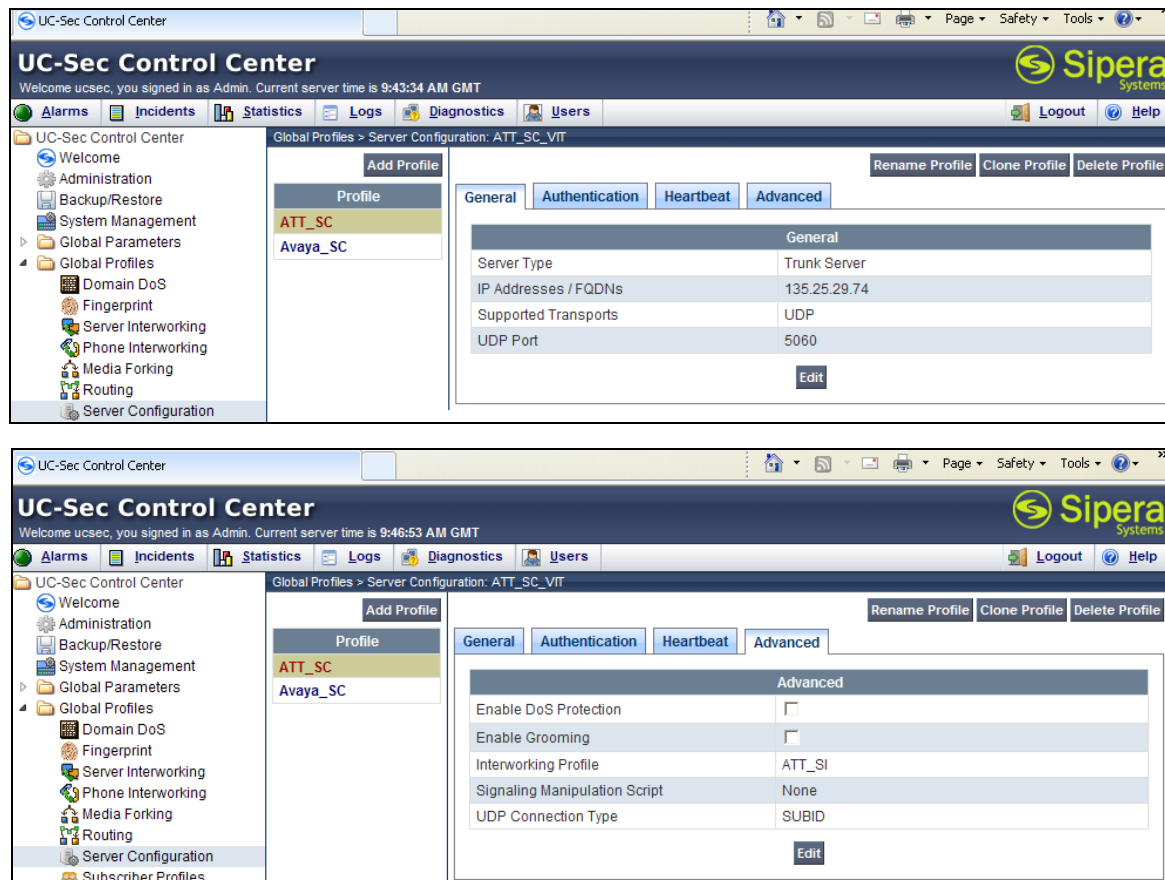 UC-Sec Control Center
Page Safety Tools
UC-Sec Control Center
Welcome ucsec, you signed in as Admin. Current server time is 9:43:34 AM GMT
Sipera
Systems
Alarms Incidents Statistics Logs Diagnostics Users Logout Help
UC-Sec Control Center
Welcome
Administration
Backup/Restore
System Management
Global Parameters
Global Profiles
Domain DoS
Fingerprint
Server Interworking
Phone Interworking
Media Forking
Routing
Server Configuration
Global Profiles > Server Configuration: ATT_SC_VIT
Add Profile
Rename Profile Clone Profile Delete Profile
Profile
ATT_SC
Avaya_SC
General Authentication Heartbeat Advanced
General
Server Type Trunk Server
IP Addresses / FQDNs 135.25.29.74
Supported Transports UDP
UDP Port 5060
Edit
UC-Sec Control Center
Page Safety Tools »
UC-Sec Control Center
Welcome ucsec, you signed in as Admin. Current server time is 9:46:53 AM GMT
Sipera
Systems
Alarms Incidents Statistics Logs Diagnostics Users Logout Help
UC-Sec Control Center
Welcome
Administration
Backup/Restore
System Management
Global Parameters
Global Profiles
Domain DoS
Fingerprint
Server Interworking
Phone Interworking
Media Forking
Routing
Server Configuration
Subscriber Profiles
Global Profiles > Server Configuration: ATT_SC_VIT
Add Profile
Rename Profile Clone Profile Delete Profile
Profile
ATT_SC
Avaya_SC
General Authentication Heartbeat Advanced
Advanced
Enable DoS Protection
Enable Grooming
Interworking Profile ATT_SI
Signaling Manipulation Script None
UDP Connection Type SUBID
Edit